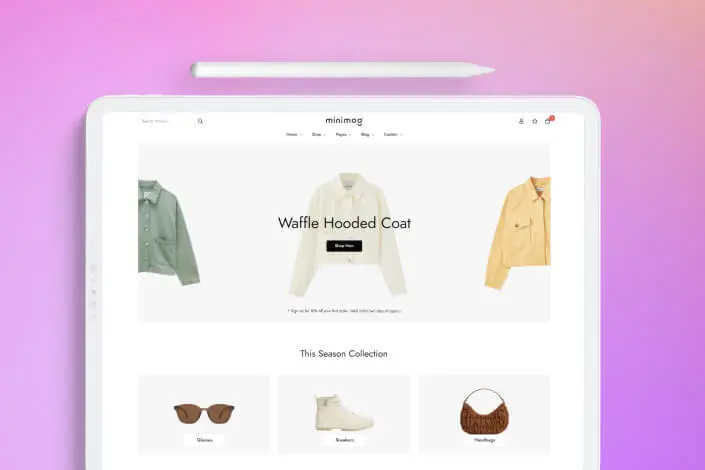 Search Product
minimog
Home
Shop
Pages
Blog
Contact
Waffle Hooded Coat
Shop Now
This Season Collection
Glasses
Sneakers
Handbags